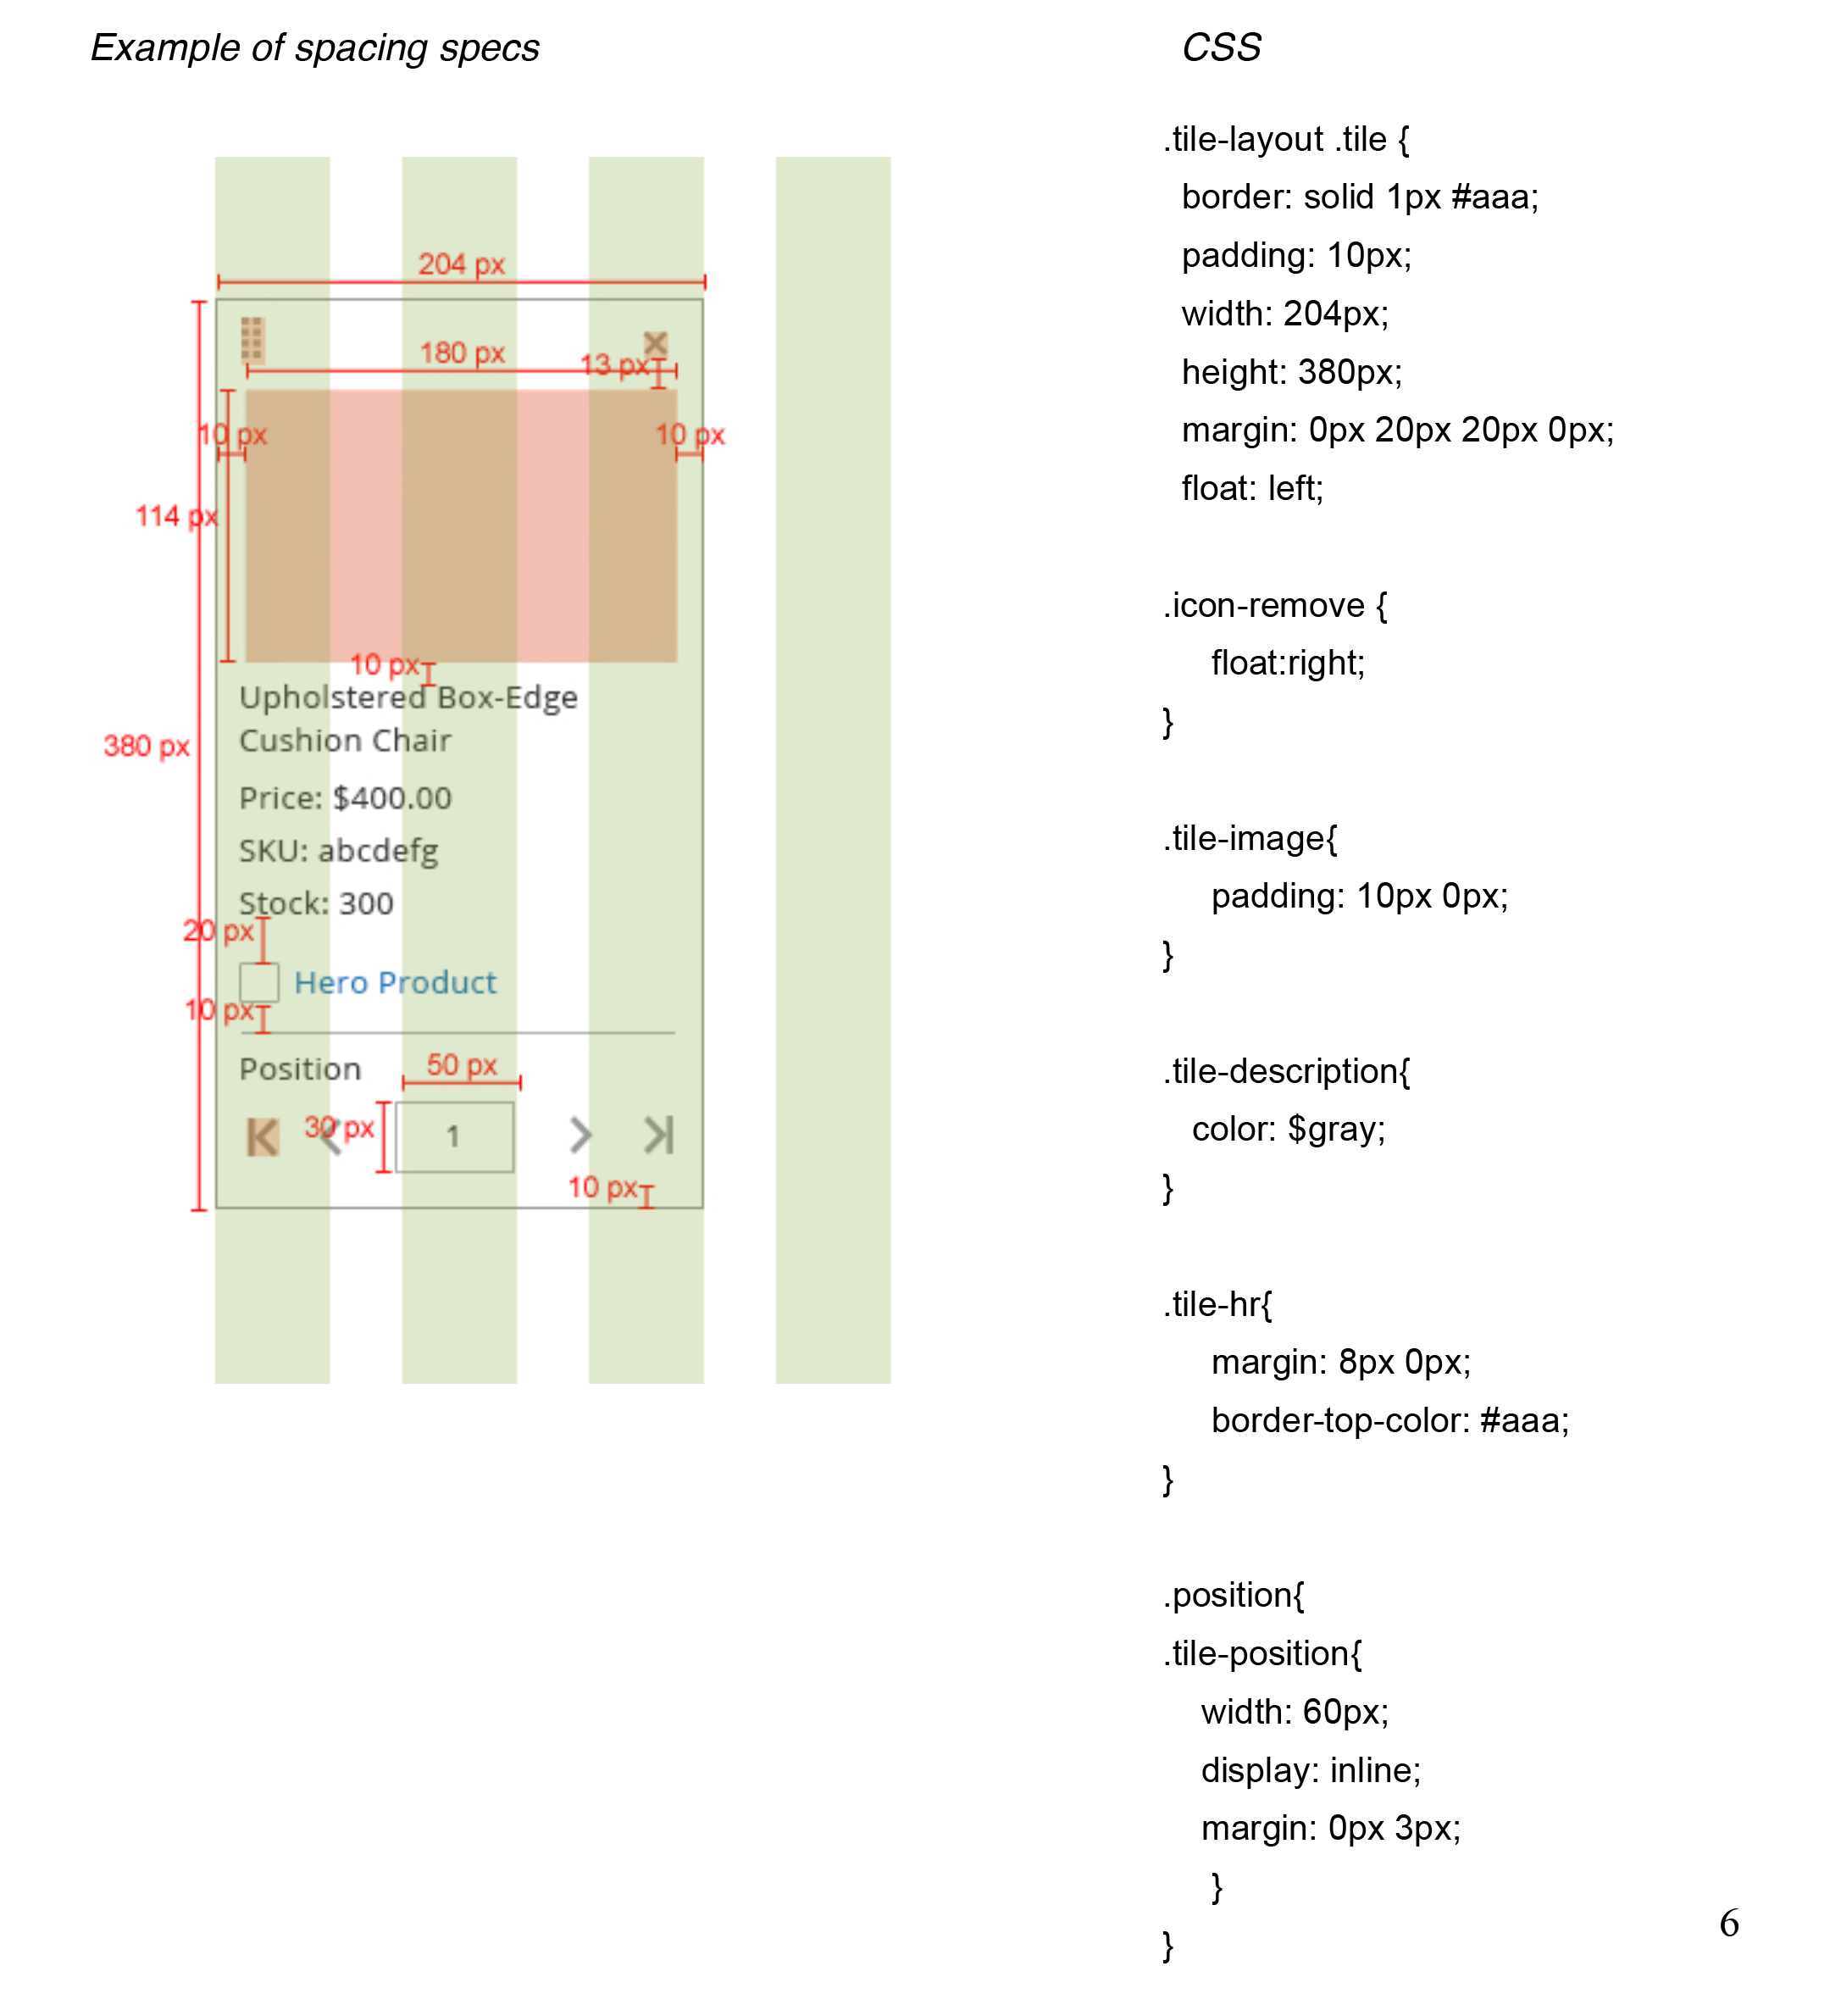 Example of spacing specs
204 px
180 px
13 px
10 px
10 px
114 px
10 px
Upholstered Box-Edge
Cushion Chair
380 px
Price: $400.00
SKU: abcdefg
Stock: 300
20 px
Hero Product
10 px
Position
50 px
30 px
1
10 px
CSS
.tile-layout .tile {
border: solid 1px #aaa;
padding: 10px;
width: 204px;
height: 380px;
margin: 0px 20px 20px 0px;
float: left;
.icon-remove {
float:right;
}
.tile-image{
padding: 10px 0px;
}
.tile-description{
color: $gray;
}
.tile-hr{
margin: 8px 0px;
border-top-color: #aaa;
}
.position{
.tile-position{
width: 60px;
display: inline;
margin: 0px 3px;
}
}
6